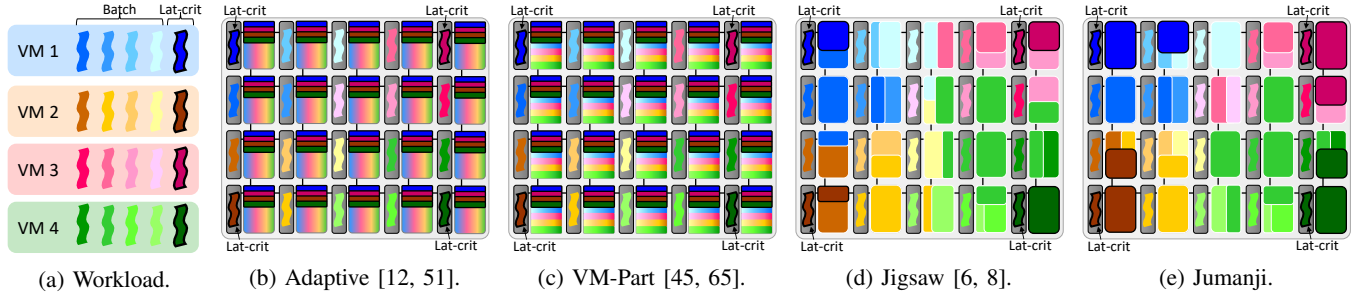 Batch Lat-crit
VM 1
VM 2
VM 3
VM 4
(a) Workload.
Lat-crit Lat-crit
Lat-crit Lat-crit
(b) Adaptive [12, 51].
Lat-crit Lat-crit
Lat-crit Lat-crit
(c) VM-Part [45, 65].
Lat-crit Lat-crit
Lat-crit Lat-crit
(d) Jigsaw [6, 8].
Lat-crit Lat-crit
Lat-crit Lat-crit
(e) Jumanji.